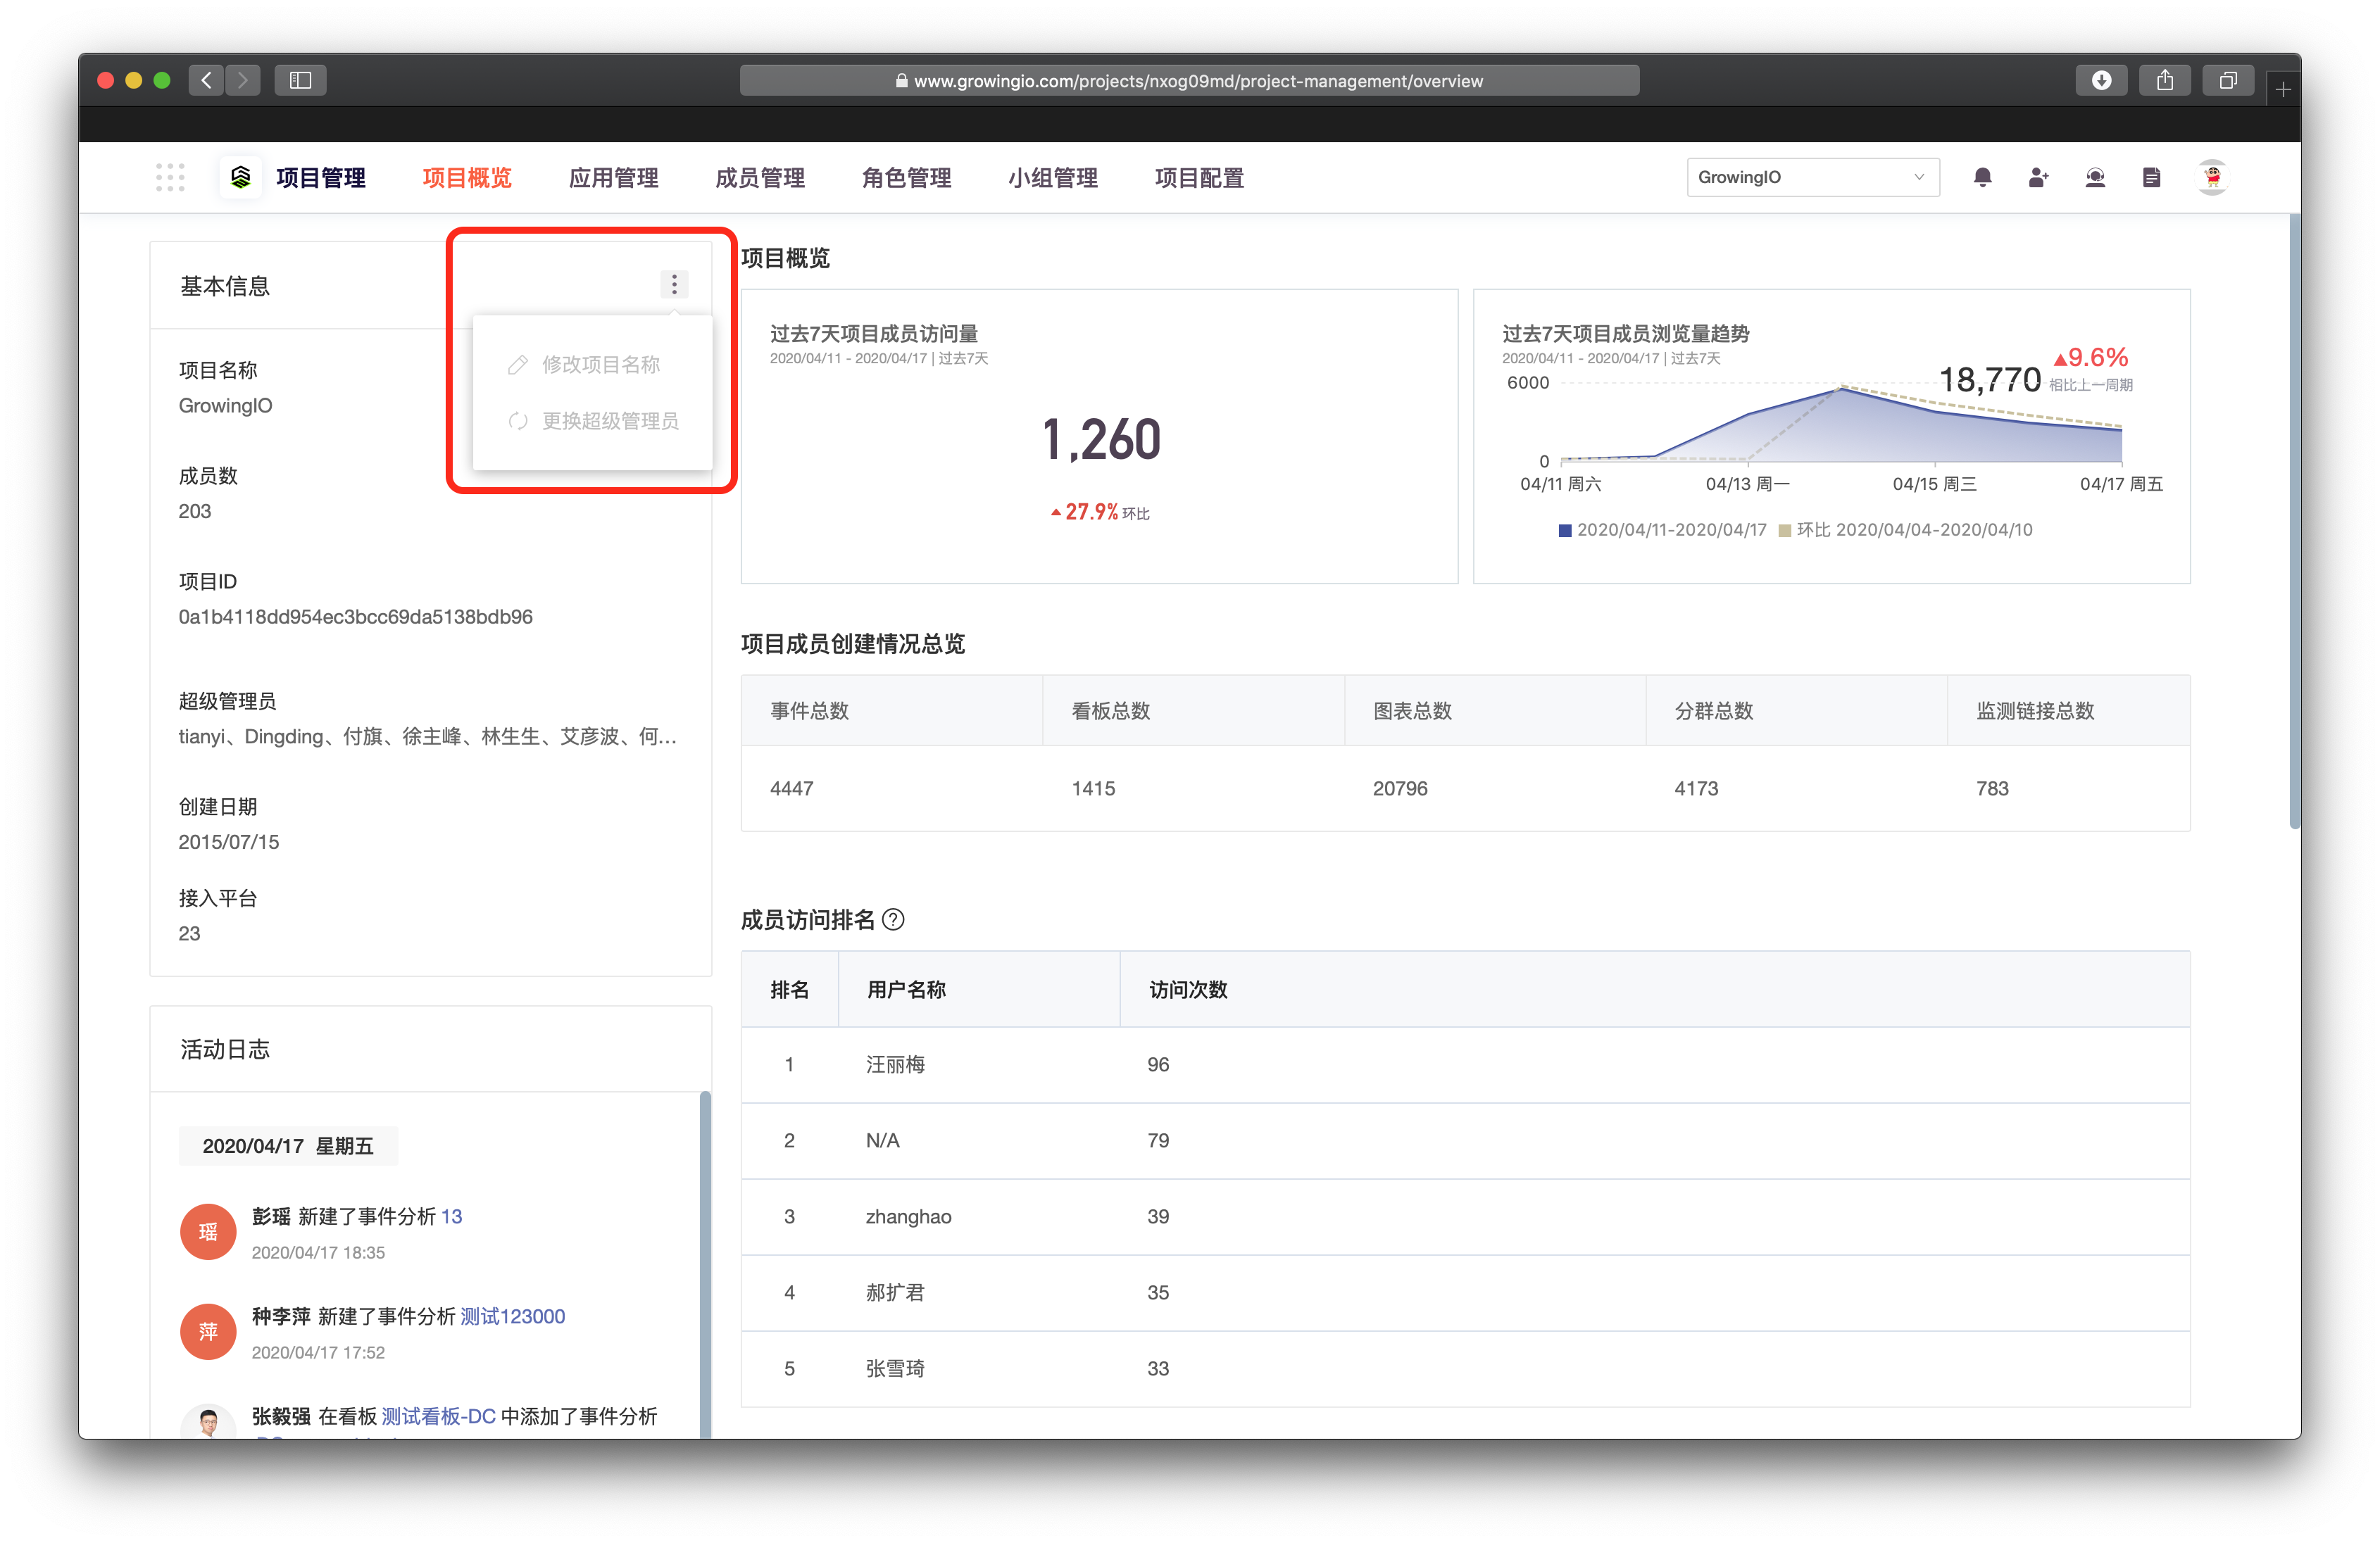 www.growingio.com/projects/nxog09md/project-management/overview
项目管理 项目概览 应用管理 成员管理 角色管理 小组管理 项目配置 GrowingIO
基本信息
修改项目名称
更换超级管理员
项目名称
GrowingIO
成员数
203
项目ID
0a1b4118dd954ec3bcc69da5138bdb96
超级管理员
tianyi、Dingding、付旗、徐主峰、林生生、艾彦波、何...
创建日期
2015/07/15
接入平台
23
活动日志
2020/04/17 星期五
瑶
彭瑶 新建了事件分析 13
2020/04/17 18:35
萍
种李萍 新建了事件分析 测试123000
2020/04/17 17:52
张毅强 在看板 测试看板-DC 中添加了事件分析
项目概览
过去7天项目成员访问量
2020/04/11 - 2020/04/17 | 过去7天
1,260
27.9% 环比
过去7天项目成员浏览量趋势
2020/04/11 - 2020/04/17 | 过去7天
18,770
9.6%
相比上一周期
6000
0
04/11 周六 04/13 周一 04/15 周三 04/17 周五
2020/04/11-2020/04/17 环比 2020/04/04-2020/04/10
项目成员创建情况总览
事件总数 看板总数 图表总数 分群总数 监测链接总数
4447 1415 20796 4173 783
成员访问排名 ?
排名 用户名称 访问次数
1 汪丽梅 96
2 N/A 79
3 zhanghao 39
4 郝扩君 35
5 张雪琦 33